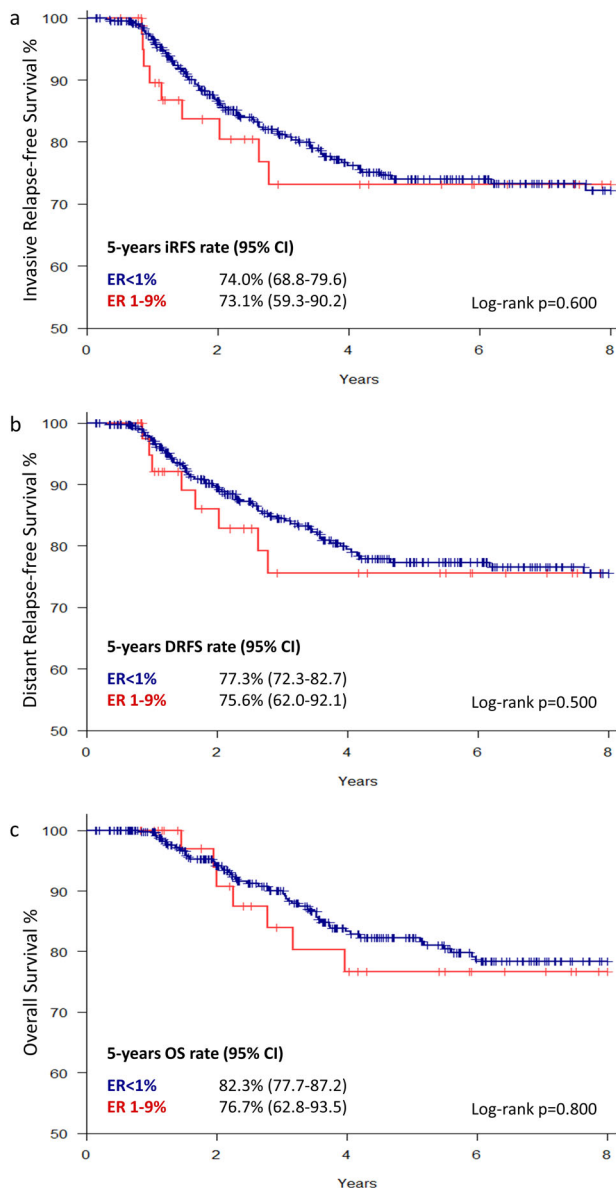 a
Invasive Relapse-free Survival %
100
90
80
70
60
50
5-years iRFS rate (95% CI)
ER<1% 74.0% (68.8-79.6)
ER 1-9% 73.1% (59.3-90.2)
Log-rank p=0.600
0 2 4 6 8
Years
b
Distant Relapse-free Survival %
100
90
80
70
60
50
5-years DRFS rate (95% CI)
ER<1% 77.3% (72.3-82.7)
ER 1-9% 75.6% (62.0-92.1)
Log-rank p=0.500
0 2 4 6 8
Years
c
Overall Survival %
100
90
80
70
60
50
5-years OS rate (95% CI)
ER<1% 82.3% (77.7-87.2)
ER 1-9% 76.7% (62.8-93.5)
Log-rank p=0.800
0 2 4 6 8
Years